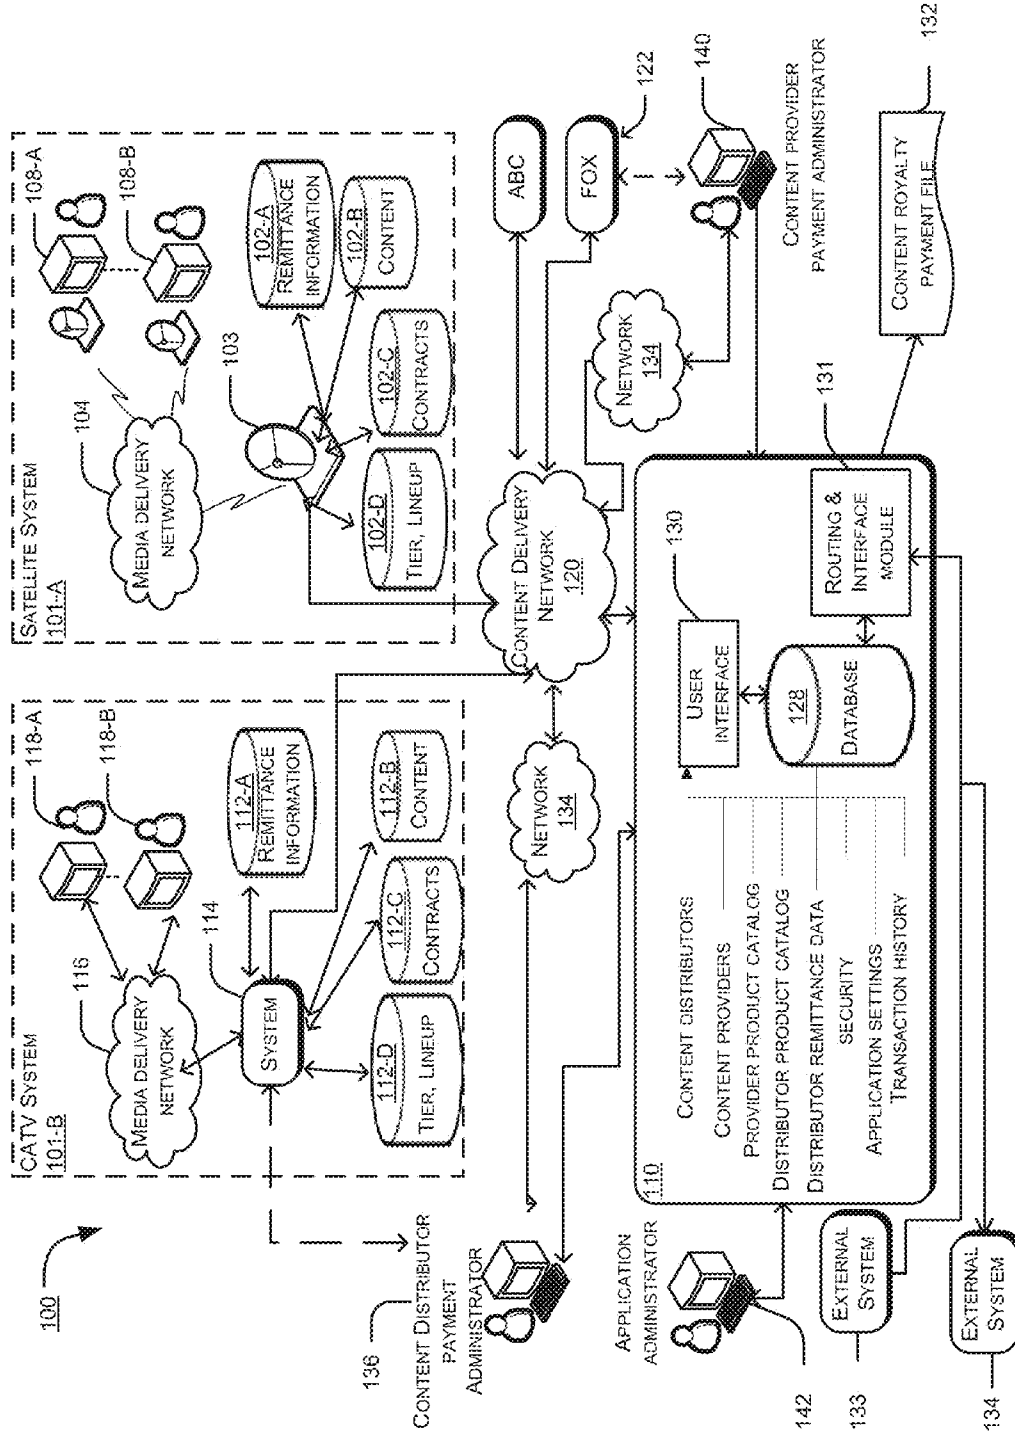 100
CATV SYSTEM
101-B
MEDIA DELIVERY
NETWORK
116
118-A
118-B
114
SYSTEM
112-A
REMITTANCE
INFORMATION
112-B
CONTENT
112-C
CONTRACTS
112-D
TIER, LINEUP
SATELLITE SYSTEM
101-A
MEDIA DELIVERY
NETWORK
104
108-A
108-B
103
102-A
REMITTANCE
INFORMATION
102-B
CONTENT
102-C
CONTRACTS
102-D
TIER, LINEUP
136
CONTENT DISTRIBUTOR
PAYMENT
ADMINISTRATOR
NETWORK
134
CONTENT DELIVERY
NETWORK
120
ABC
FOX
122
NETWORK
134
140
CONTENT PROVIDER
PAYMENT ADMINISTRATOR
APPLICATION
ADMINISTRATOR
142
110
CONTENT DISTRIBUTORS
CONTENT PROVIDERS
PROVIDER PRODUCT CATALOG
DISTRIBUTOR PRODUCT CATALOG
DISTRIBUTOR REMITTANCE DATA
SECURITY
APPLICATION SETTINGS
TRANSACTION HISTORY
USER
INTERFACE
130
128
DATABASE
ROUTING &
INTERFACE
MODULE
131
CONTENT ROYALTY
PAYMENT FILE
132
EXTERNAL
SYSTEM
133
EXTERNAL
SYSTEM
134